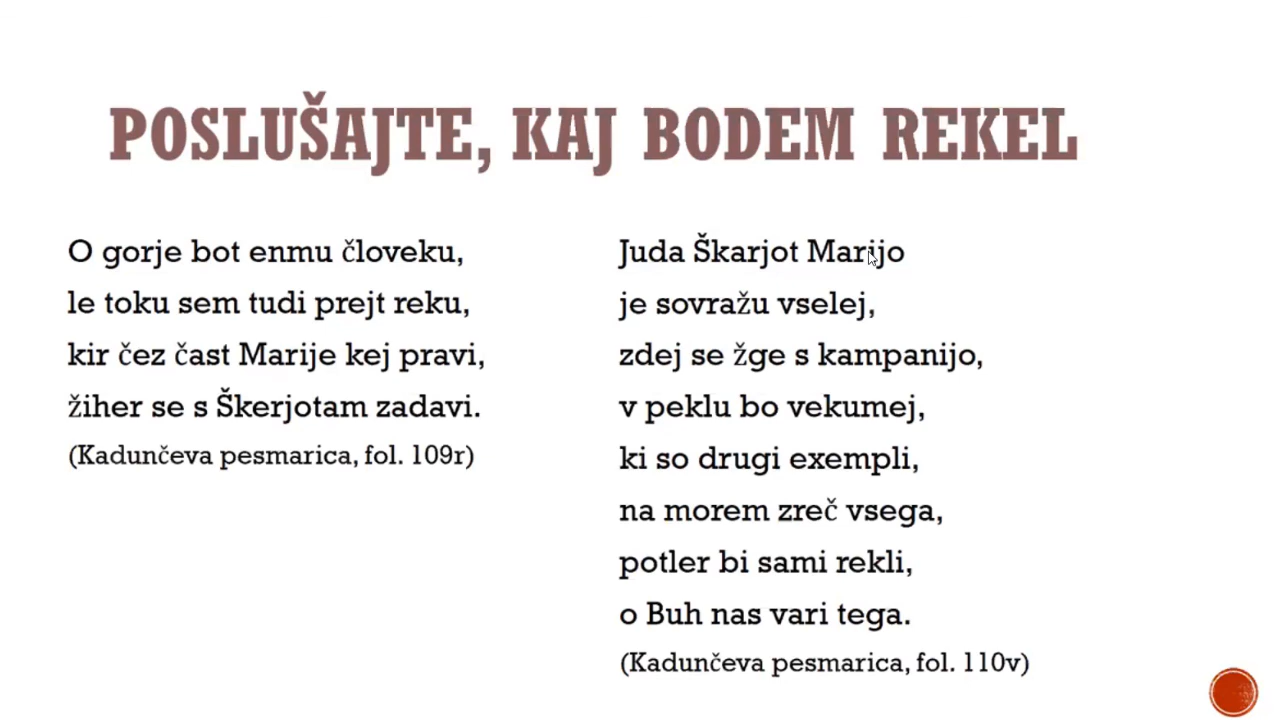 POSLUŠAJTE, KAJ BODEM REKEL
O gorje bot enmu človeku,
le toku sem tudi prejt reku,
kir čez čast Marije kej pravi,
žiher se s Škerjotam zadavi.
(Kadunčeva pesmarica, fol. 109r)
Juda Škarjot Marijo
je sovražu vselej,
zdej se žge s kampanijo,
v peklu bo vekumej,
ki so drugi exempli,
na morem zreč vsega,
potler bi sami rekli,
o Buh nas vari tega.
(Kadunčeva pesmarica, fol. 110v)